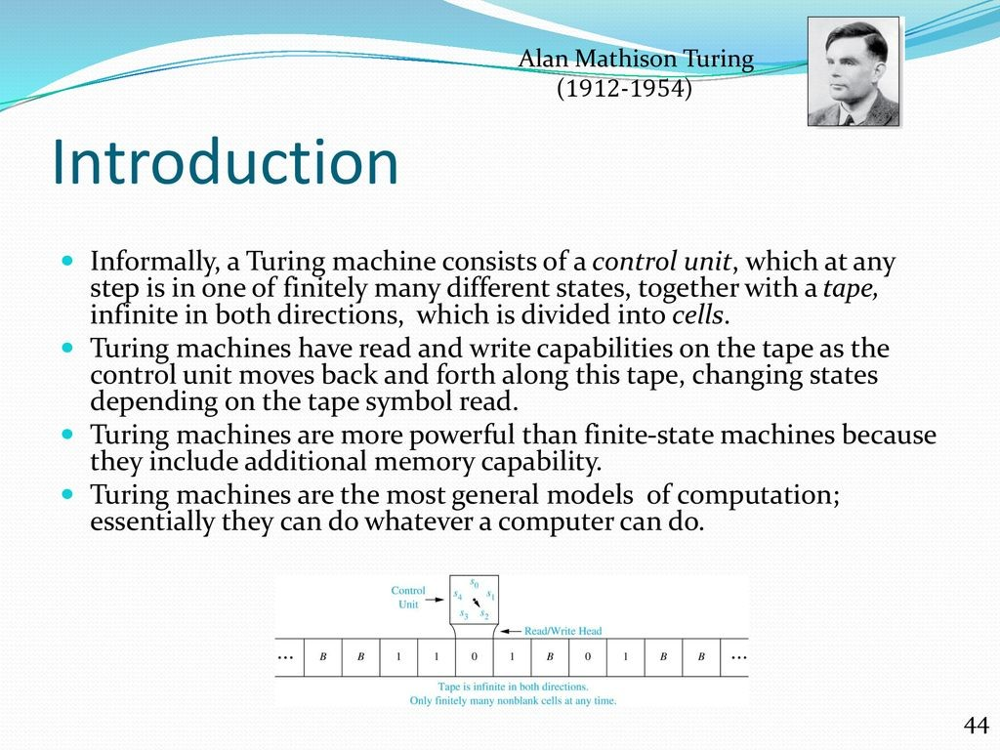 Alan Mathison Turing
(1912-1954)
Introduction
• Informally, a Turing machine consists of a control unit, which at any
step is in one of finitely many different states, together with a tape,
infinite in both directions,  which is divided into cells.
• Turing machines have read and write capabilities on the tape as the
control unit moves back and forth along this tape, changing states
depending on the tape symbol read.
• Turing machines are more powerful than finite-state machines because
they include additional memory capability.
• Turing machines are the most general models  of computation;
essentially they can do whatever a computer can do.
Control
Unit
s0
s4 s1
s3 s2
Read/Write Head
... B B 1 1 0 1 B 0 1 B B ...
Tape is infinite in both directions.
Only finitely many nonblank cells at any time.
44